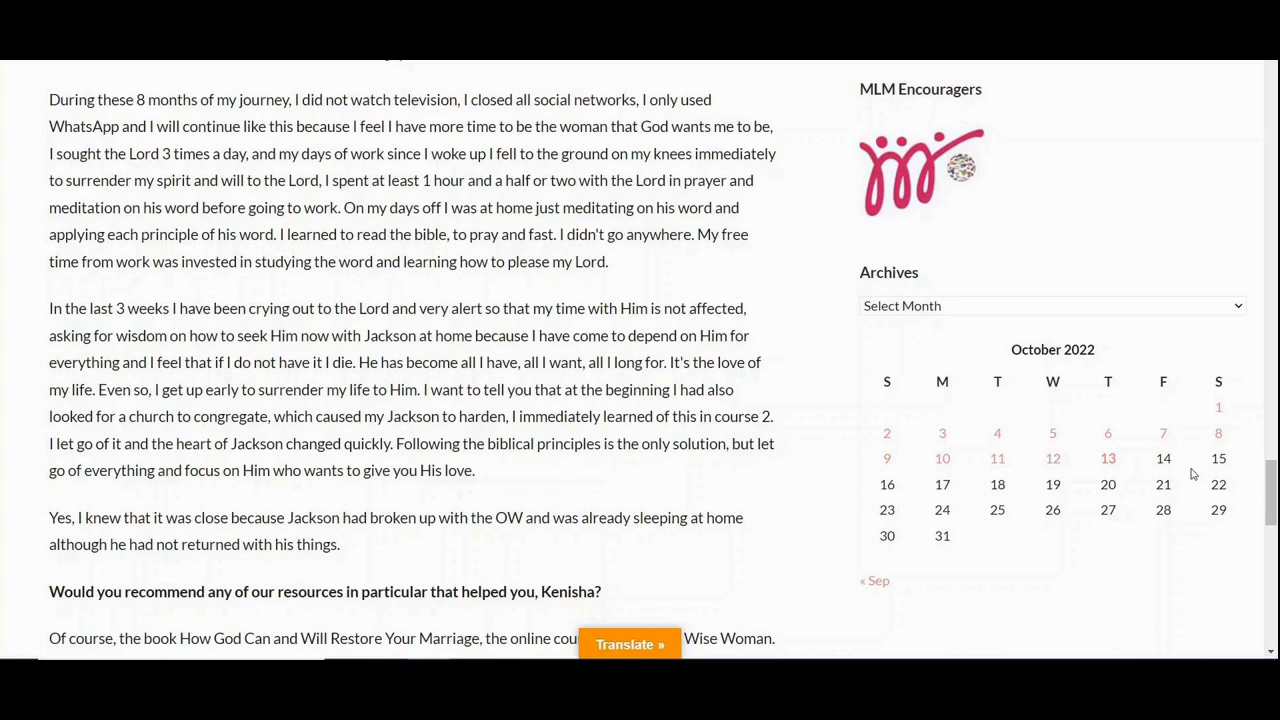 During these 8 months of my journey, I did not watch television, I closed all social networks, I only used
WhatsApp and I will continue like this because I feel I have more time to be the woman that God wants me to be,
I sought the Lord 3 times a day, and my days of work since I woke up I fell to the ground on my knees immediately
to surrender my spirit and will to the Lord, I spent at least 1 hour and a half or two with the Lord in prayer and
meditation on his word before going to work. On my days off I was at home just meditating on his word and
applying each principle of his word. I learned to read the bible, to pray and fast. I didn't go anywhere. My free
time from work was invested in studying the word and learning how to please my Lord.
In the last 3 weeks I have been crying out to the Lord and very alert so that my time with Him is not affected,
asking for wisdom on how to seek Him now with Jackson at home because I have come to depend on Him for
everything and I feel that if I do not have it I die. He has become all I have, all I want, all I long for. It's the love of
my life. Even so, I get up early to surrender my life to Him. I want to tell you that at the beginning I had also
looked for a church to congregate, which caused my Jackson to harden, I immediately learned of this in course 2.
I let go of it and the heart of Jackson changed quickly. Following the biblical principles is the only solution, but let
go of everything and focus on Him who wants to give you His love.
Yes, I knew that it was close because Jackson had broken up with the OW and was already sleeping at home
although he had not returned with his things.
Would you recommend any of our resources in particular that helped you, Kenisha?
Of course, the book How God Can and Will Restore Your Marriage, the online cou Wise Woman.
Translate »
MLM Encouragers
Archives
Select Month
October 2022
S M T W T F S
1
2 3 4 5 6 7 8
9 10 11 12 13 14 15
16 17 18 19 20 21 22
23 24 25 26 27 28 29
30 31
« Sep